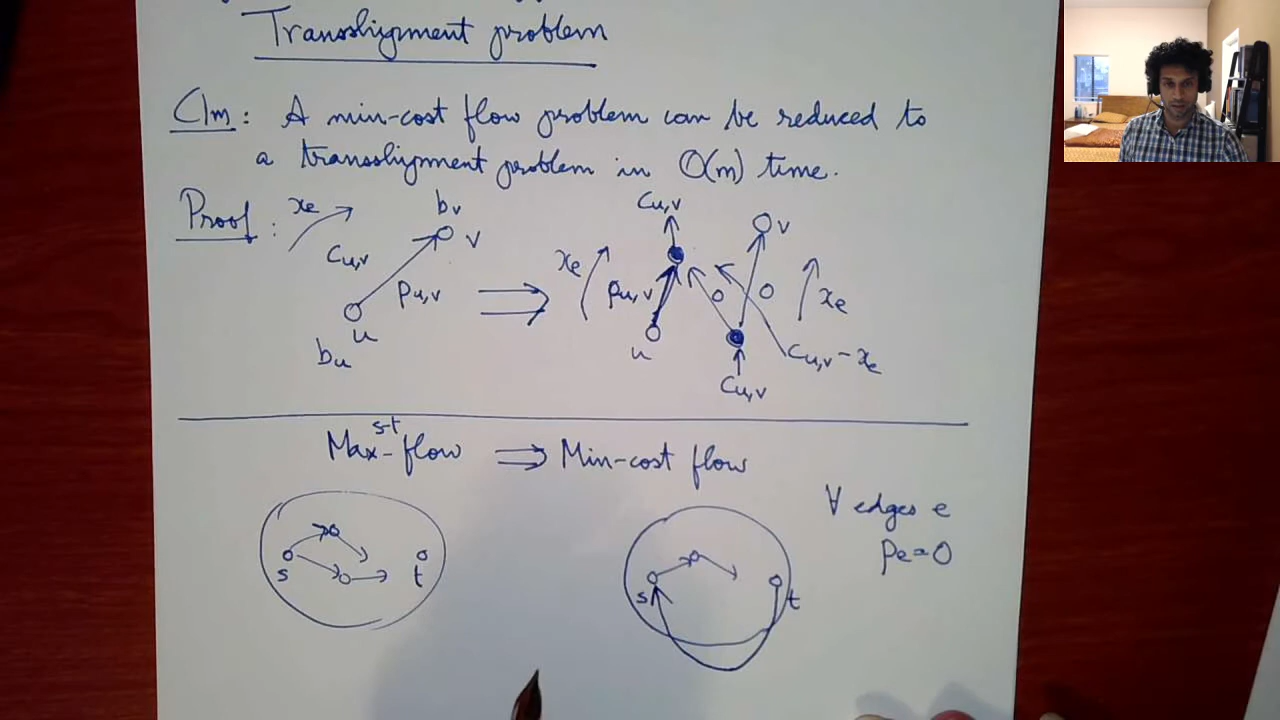 Transshipment problem
Clm: A min-cost flow problem can be reduced to
a transshipment problem in O(m) time.
Proof:
xe
bv
v
cu,v
pu,v
u
bu
⇒
cu,v
v
xe
pu,v
0
0
xe
u
cu,v - xe
cu,v
s-t
Max-flow ⇒ Min-cost flow
∀ edges e
pe=0
s
t
s
t